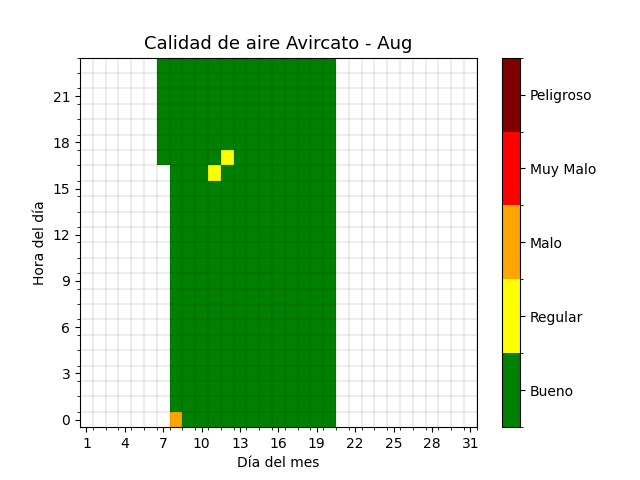 Calidad de aire Avircato - Aug
Peligroso
Muy Malo
Malo
Regular
Bueno
Hora del día
21
18
15
12
9
6
3
0
1 4 7 10 13 16 19 22 25 28 31
Día del mes